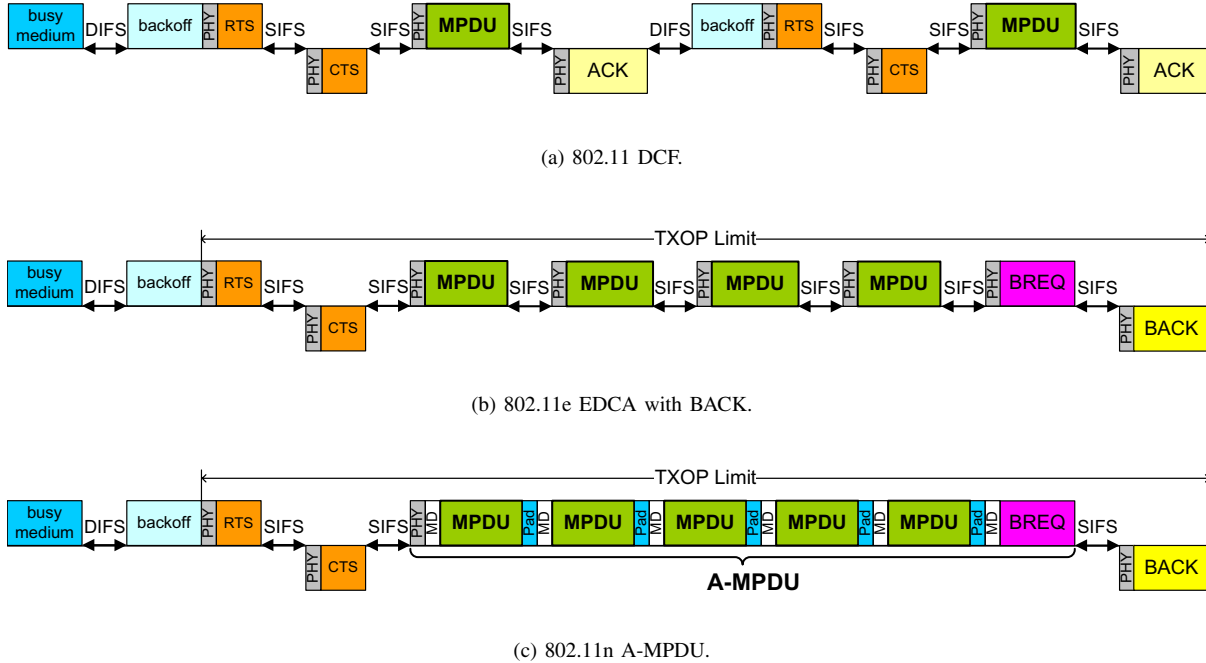 busy medium DIFS backoff PHY RTS SIFS PHY CTS SIFS PHY MPDU SIFS PHY ACK DIFS backoff PHY RTS SIFS PHY CTS SIFS PHY MPDU SIFS PHY ACK
(a) 802.11 DCF.
TXOP Limit
busy medium DIFS backoff PHY RTS SIFS PHY CTS SIFS PHY MPDU SIFS PHY MPDU SIFS PHY MPDU SIFS PHY MPDU SIFS PHY BREQ SIFS PHY BACK
(b) 802.11e EDCA with BACK.
TXOP Limit
busy medium DIFS backoff PHY RTS SIFS PHY CTS SIFS PHY MD MPDU Pad MD MPDU Pad MD MPDU Pad MD MPDU Pad MD MPDU Pad MD BREQ SIFS PHY BACK
A-MPDU
(c) 802.11n A-MPDU.